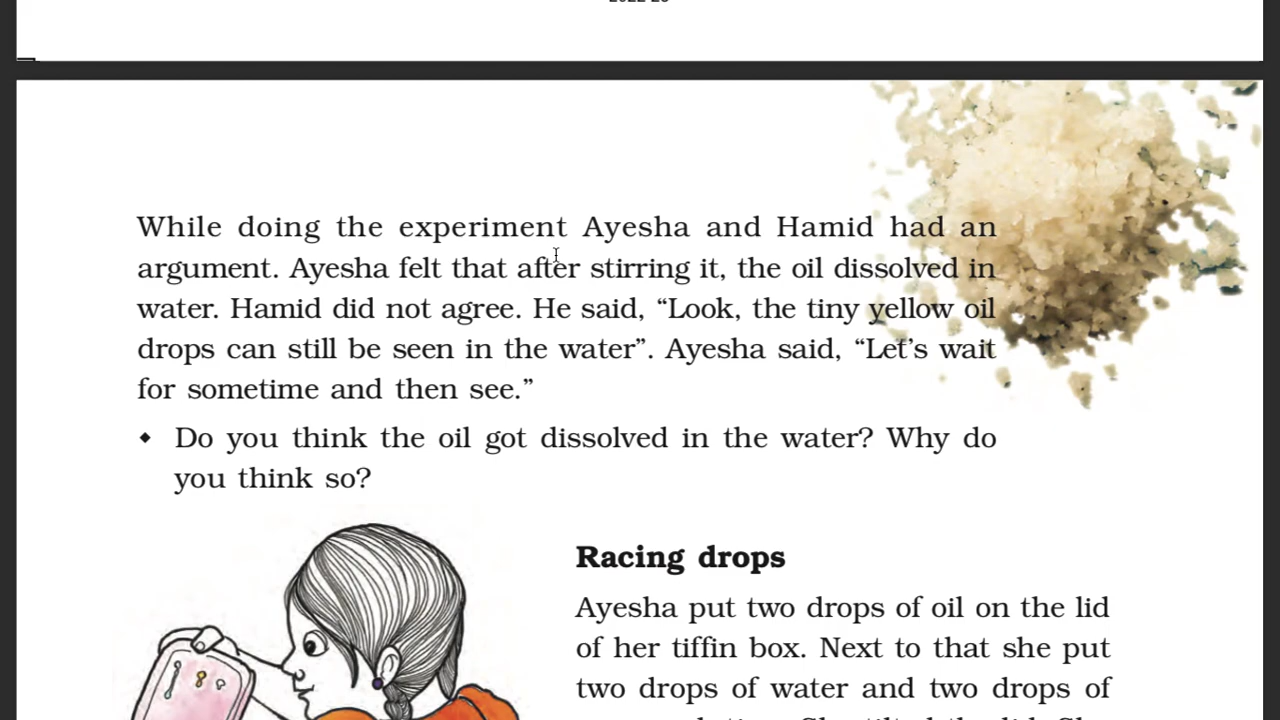 While doing the experiment Ayesha and Hamid had an
argument. Ayesha felt that after stirring it, the oil dissolved in
water. Hamid did not agree. He said, “Look, the tiny yellow oil
drops can still be seen in the water”. Ayesha said, “Let’s wait
for sometime and then see.”
◆ Do you think the oil got dissolved in the water? Why do
you think so?
Racing drops
Ayesha put two drops of oil on the lid
of her tiffin box. Next to that she put
two drops of water and two drops of